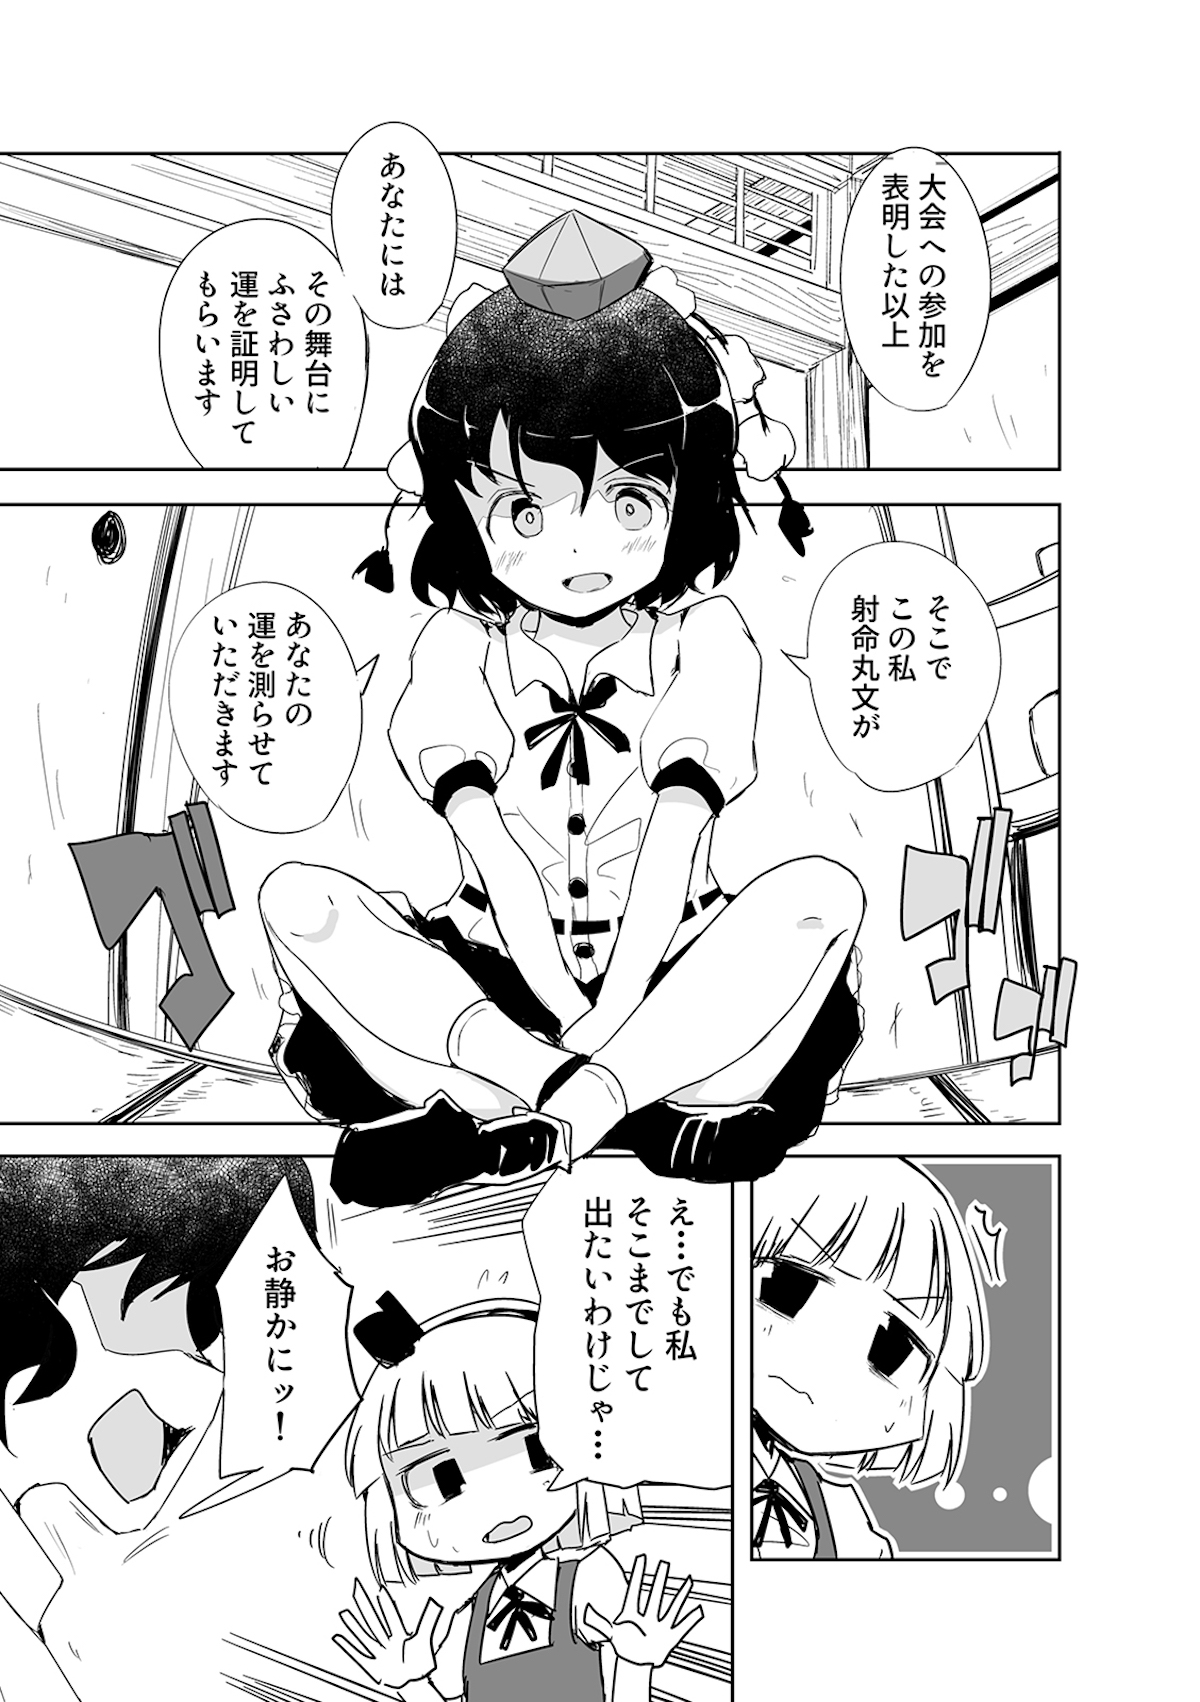 大会への参加を
表明した以上
あなたには
その舞台に
ふさわしい
運を証明して
もらいます
そこで
この私
射命丸文が
あなたの
運を測らせて
いただきます
え…でも私
そこまでして
出たいわけじゃ…
お静かにッ！